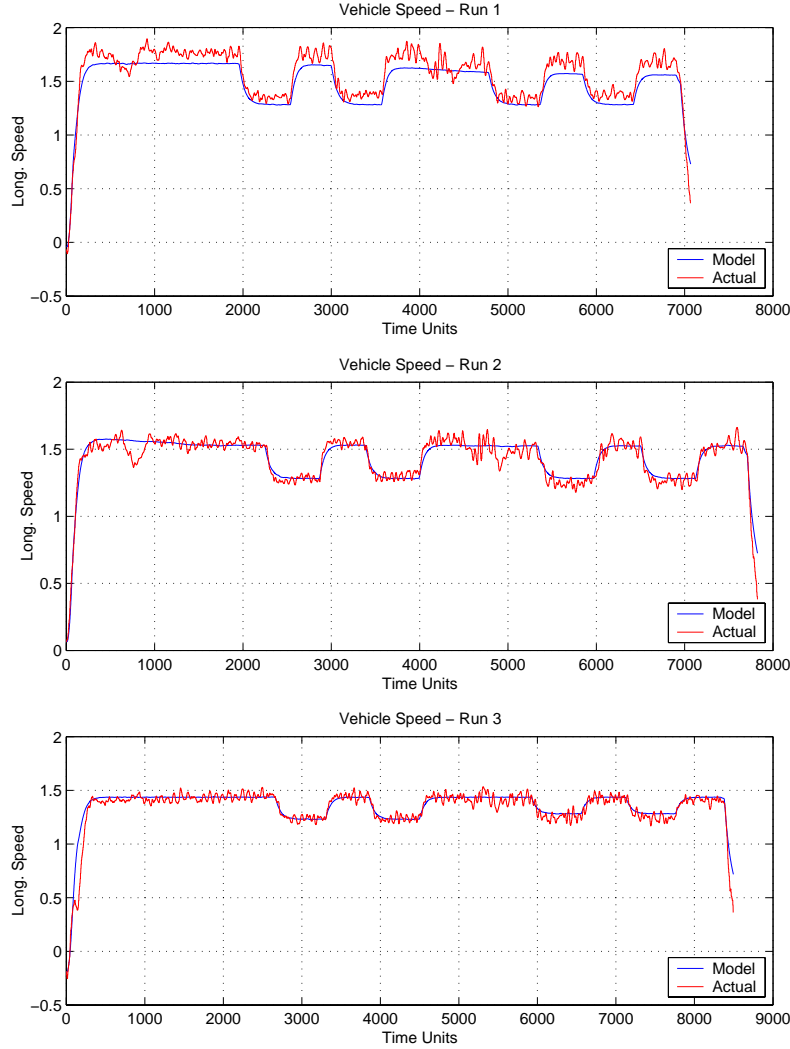 Vehicle Speed – Run 1
2
1.5
1
0.5
0
−0.5
Long. Speed
0 1000 2000 3000 4000 5000 6000 7000 8000
Time Units
Model
Actual
Vehicle Speed – Run 2
2
1.5
1
0.5
0
Long. Speed
0 1000 2000 3000 4000 5000 6000 7000 8000
Time Units
Model
Actual
Vehicle Speed – Run 3
2
1.5
1
0.5
0
−0.5
Long. Speed
0 1000 2000 3000 4000 5000 6000 7000 8000 9000
Time Units
Model
Actual